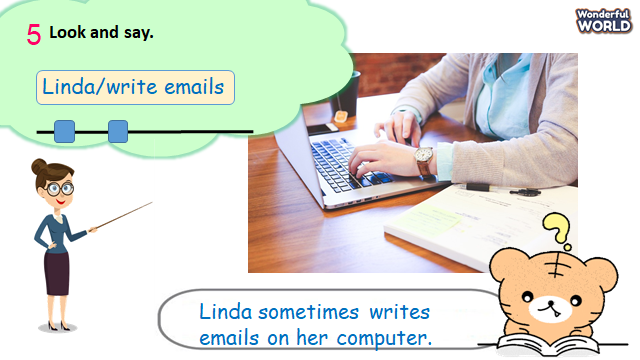 Wonderful
WORLD
5 Look and say.
Linda/write emails
?
Linda sometimes writes
emails on her computer.